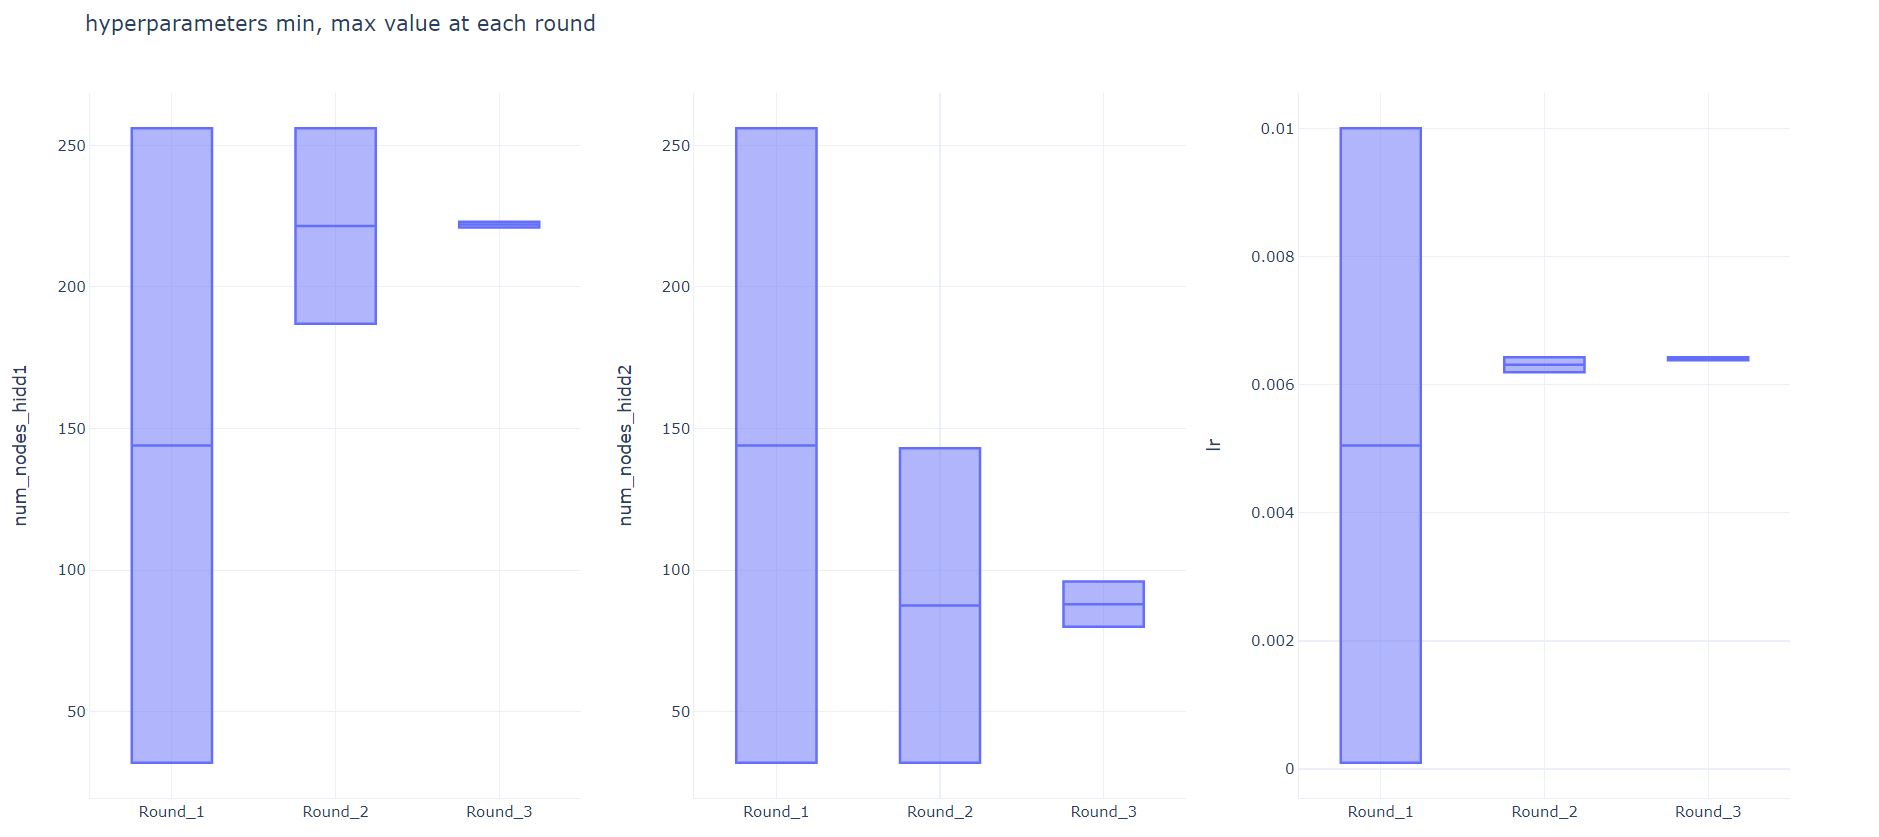 hyperparameters min, max value at each round
num_nodes_hidd1
250
200
150
100
50
Round_1
Round_2
Round_3
num_nodes_hidd2
250
200
150
100
50
Round_1
Round_2
Round_3
lr
0.01
0.008
0.006
0.004
0.002
0
Round_1
Round_2
Round_3